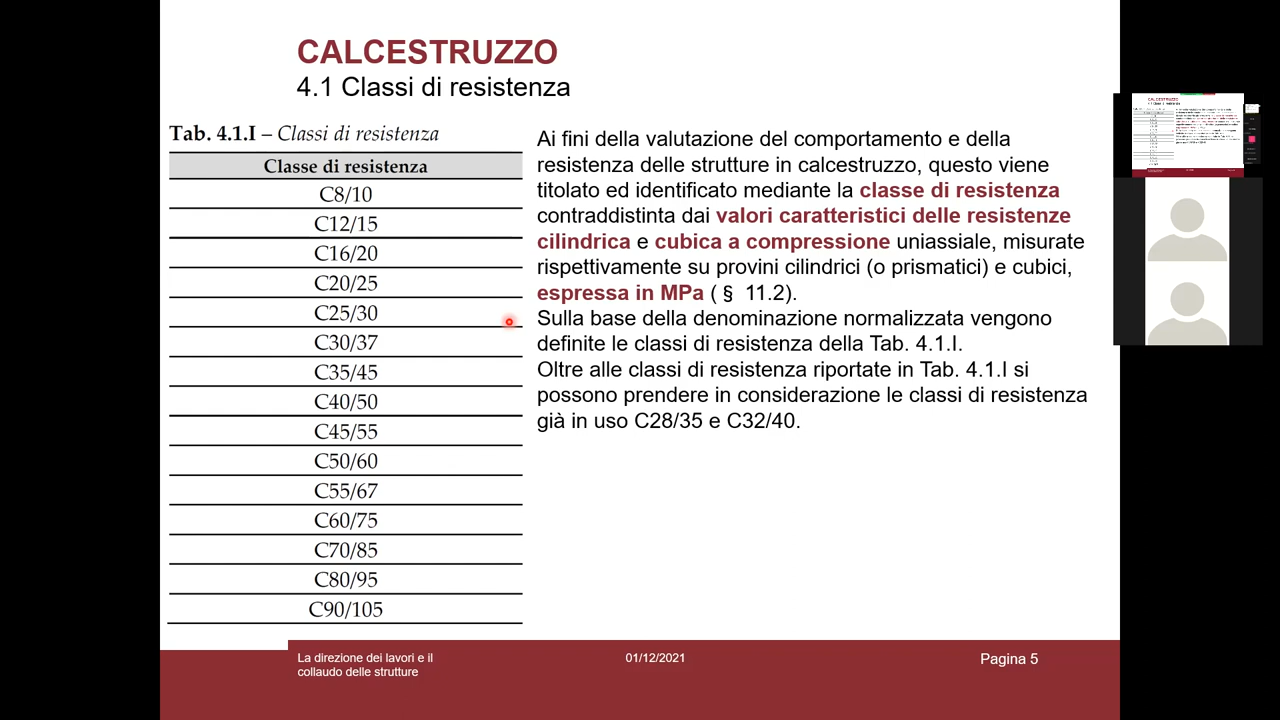 CALCESTRUZZO
4.1 Classi di resistenza
Tab. 4.1.I – Classi di resistenza
Classe di resistenza
C8/10
C12/15
C16/20
C20/25
C25/30
C30/37
C35/45
C40/50
C45/55
C50/60
C55/67
C60/75
C70/85
C80/95
C90/105
Ai fini della valutazione del comportamento e della
resistenza delle strutture in calcestruzzo, questo viene
titolato ed identificato mediante la classe di resistenza
contraddistinta dai valori caratteristici delle resistenze
cilindrica e cubica a compressione uniassiale, misurate
rispettivamente su provini cilindrici (o prismatici) e cubici,
espressa in MPa ( § 11.2).
Sulla base della denominazione normalizzata vengono
definite le classi di resistenza della Tab. 4.1.I.
Oltre alle classi di resistenza riportate in Tab. 4.1.I si
possono prendere in considerazione le classi di resistenza
già in uso C28/35 e C32/40.
La direzione dei lavori e il
collaudo delle strutture
01/12/2021
Pagina 5